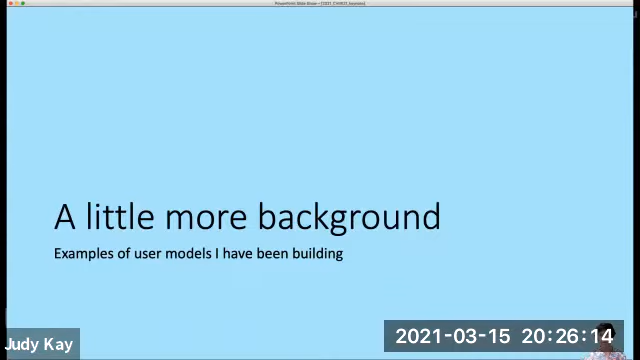 A little more background
Examples of user models I have been building
Judy Kay
2021-03-15 20:26:14